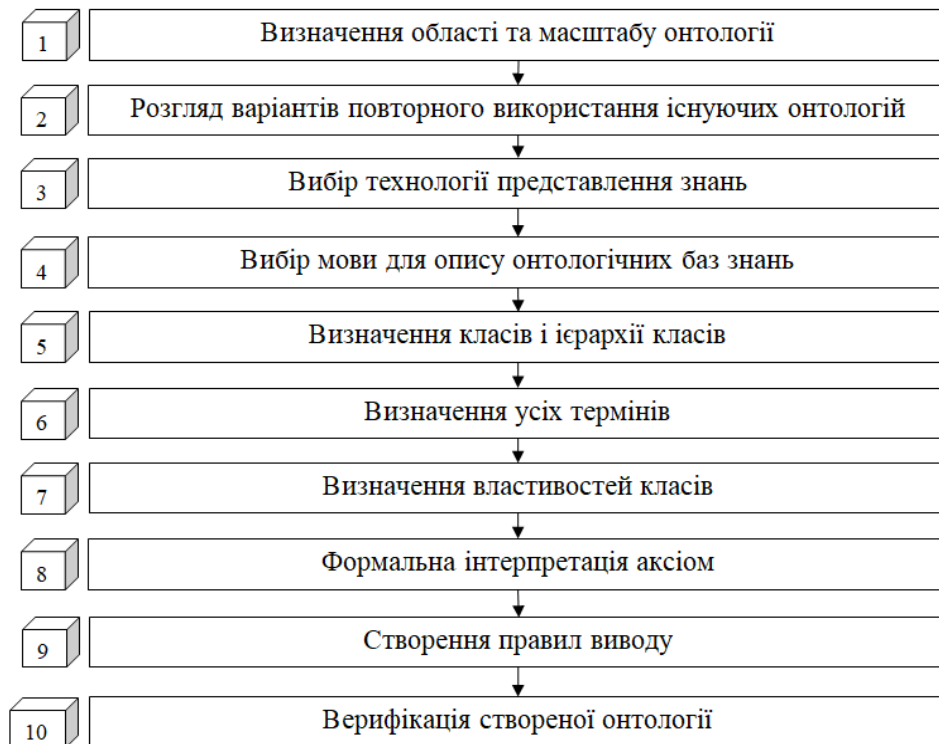 1
Визначення області та масштабу онтології
2
Розгляд варіантів повторного використання існуючих онтологій
3
Вибір технології представлення знань
4
Вибір мови для опису онтологічних баз знань
5
Визначення класів і ієрархії класів
6
Визначення усіх термінів
7
Визначення властивостей класів
8
Формальна інтерпретація аксіом
9
Створення правил виводу
10
Верифікація створеної онтології